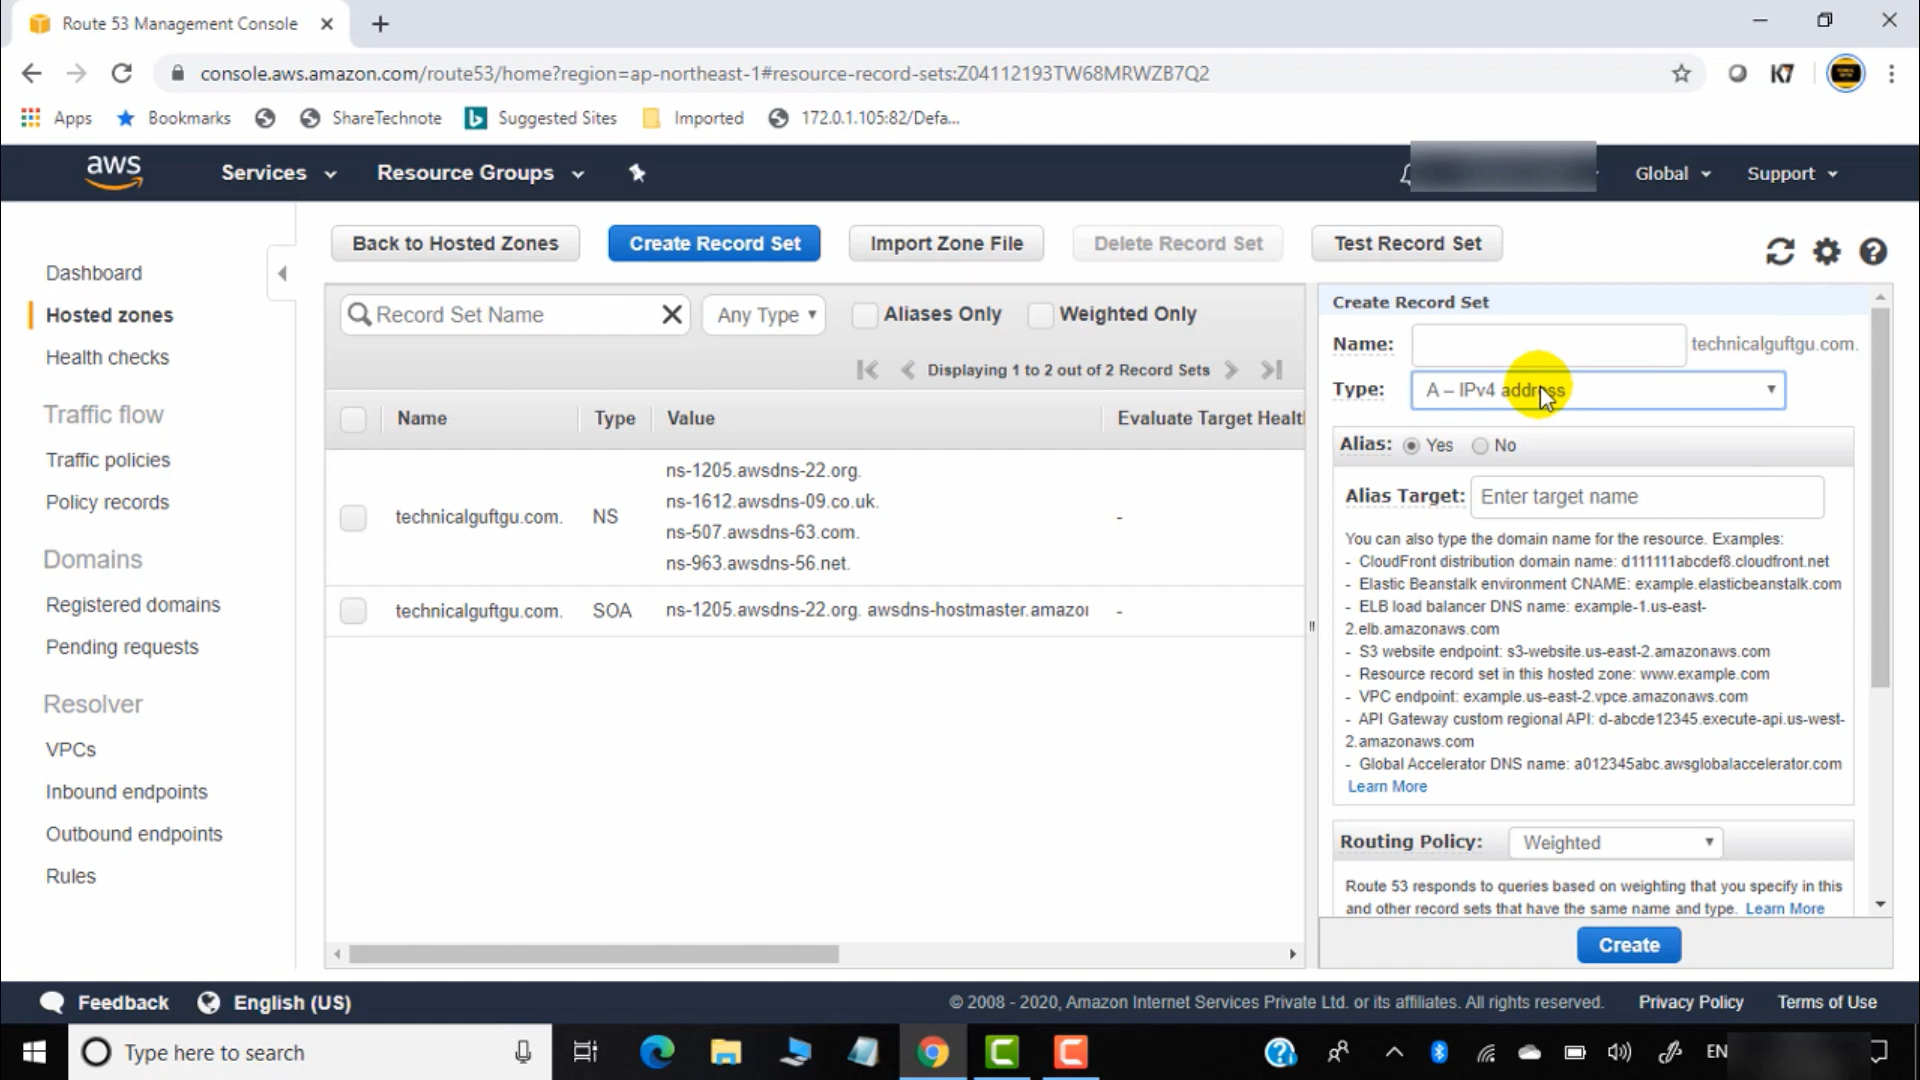 Route 53 Management Console
console.aws.amazon.com/route53/home?region=ap-northeast-1#resource-record-sets:Z04112193TW68MRWZB7Q2
K7
Apps Bookmarks ShareTechnote Suggested Sites Imported 172.0.1.105:82/Defa...
aws Services Resource Groups Global Support
Back to Hosted Zones Create Record Set Import Zone File Delete Record Set Test Record Set
Dashboard
Hosted zones
Health checks
Traffic flow
Traffic policies
Policy records
Domains
Registered domains
Pending requests
Resolver
VPCs
Inbound endpoints
Outbound endpoints
Rules
Record Set Name Any Type Aliases Only Weighted Only
Displaying 1 to 2 out of 2 Record Sets
Name Type Value Evaluate Target Healt
technicalguftgu.com. NS
ns-1205.awsdns-22.org.
ns-1612.awsdns-09.co.uk.
ns-507.awsdns-63.com.
ns-963.awsdns-56.net.
-
technicalguftgu.com. SOA ns-1205.awsdns-22.org. awsdns-hostmaster.amazo -
Create Record Set
Name: technicalguftgu.com.
Type: A – IPv4 address
Alias: Yes No
Alias Target: Enter target name
You can also type the domain name for the resource. Examples:
- CloudFront distribution domain name: d111111abcdef8.cloudfront.net
- Elastic Beanstalk environment CNAME: example.elasticbeanstalk.com
- ELB load balancer DNS name: example-1.us-east-
2.elb.amazonaws.com
- S3 website endpoint: s3-website.us-east-2.amazonaws.com
- Resource record set in this hosted zone: www.example.com
- VPC endpoint: example.us-east-2.vpce.amazonaws.com
- API Gateway custom regional API: d-abcde12345.execute-api.us-west-
2.amazonaws.com
- Global Accelerator DNS name: a012345abc.awsglobalaccelerator.com
Learn More
Routing Policy: Weighted
Route 53 responds to queries based on weighting that you specify in this
and other record sets that have the same name and type. Learn More
Create
Feedback English (US) © 2008 - 2020, Amazon Internet Services Private Ltd. or its affiliates. All rights reserved. Privacy Policy Terms of Use
Type here to search EN